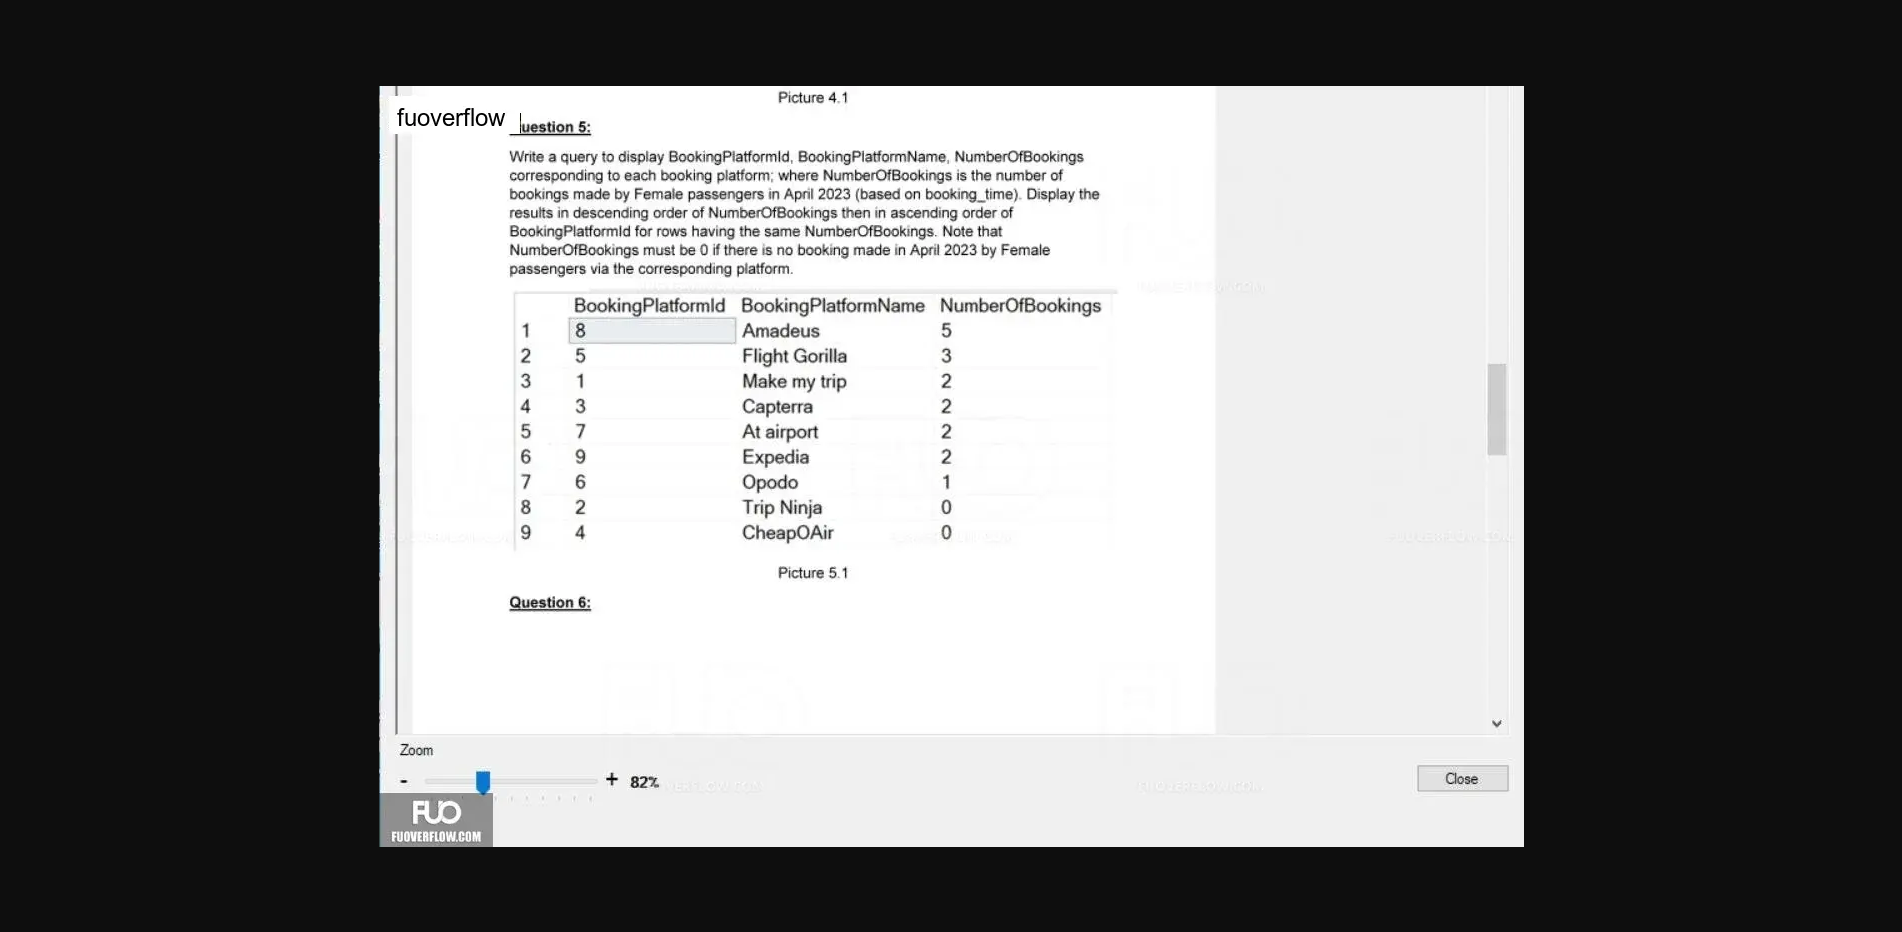 Picture 4.1
fuoverflow
uestion 5:
Write a query to display BookingPlatformId, BookingPlatformName, NumberOfBookings
corresponding to each booking platform; where NumberOfBookings is the number of
bookings made by Female passengers in April 2023 (based on booking_time). Display the
results in descending order of NumberOfBookings then in ascending order of
BookingPlatformId for rows having the same NumberOfBookings. Note that
NumberOfBookings must be 0 if there is no booking made in April 2023 by Female
passengers via the corresponding platform.
BookingPlatformId BookingPlatformName NumberOfBookings
1 8 Amadeus 5
2 5 Flight Gorilla 3
3 1 Make my trip 2
4 3 Capterra 2
5 7 At airport 2
6 9 Expedia 2
7 6 Opodo 1
8 2 Trip Ninja 0
9 4 CheapOAir 0
Picture 5.1
Question 6:
Zoom
- + 82%
Close
FUO
FUOVERFLOW.COM